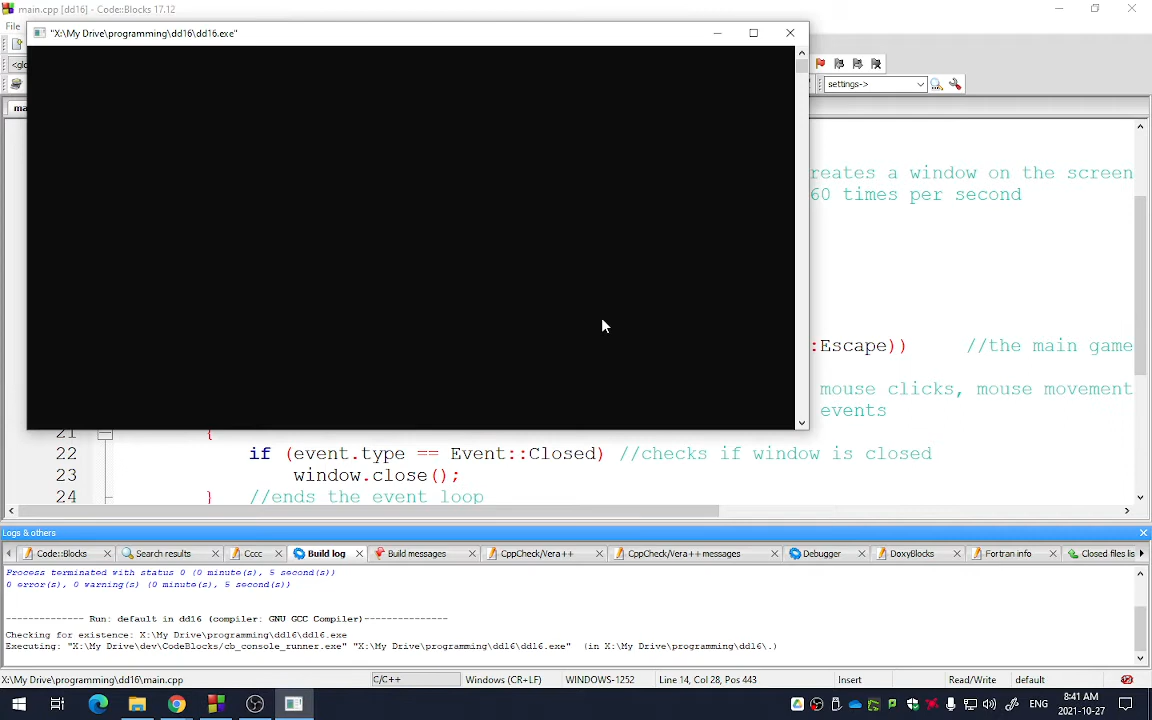 main.cpp [dd16] - Code::Blocks 17.12
File
"X:\My Drive\programming\dd16\dd16.exe"
settings->
reates a window on the screen
60 times per second
:Escape)) //the main game
mouse clicks, mouse movement
events
21 {
22 if (event.type == Event::Closed) //checks if window is closed
23 window.close();
24 } //ends the event loop
Logs & others
Code::Blocks
Search results
Cccc
Build log
Build messages
CppCheck/Vera++
CppCheck/Vera++ messages
Debugger
DoxyBlocks
Fortran info
Closed files lis
Process terminated with status 0 (0 minute(s), 5 second(s))
0 error(s), 0 warning(s) (0 minute(s), 5 second(s))
-------------- Run: default in dd16 (compiler: GNU GCC Compiler)---------------
Checking for existence: X:\My Drive\programming\dd16\dd16.exe
Executing: "X:\My Drive\dev\CodeBlocks/cb_console_runner.exe" "X:\My Drive\programming\dd16\dd16.exe" (in X:\My Drive\programming\dd16\.)
X:\My Drive\programming\dd16\main.cpp
C/C++
Windows (CR+LF)
WINDOWS-1252
Line 14, Col 28, Pos 443
Insert
Read/Write
default
ENG
8:41 AM
2021-10-27